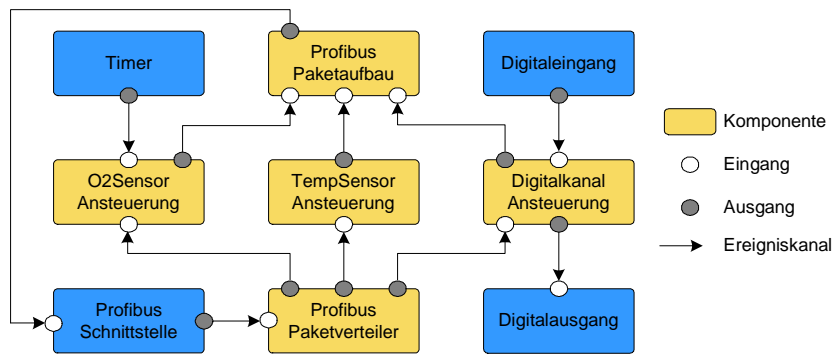 Timer
Profibus
Paketaufbau
Digitaleingang
Komponente
Eingang
Ausgang
Ereigniskanal
O2Sensor
Ansteuerung
TempSensor
Ansteuerung
Digitalkanal
Ansteuerung
Profibus
Schnittstelle
Profibus
Paketverteiler
Digitalausgang